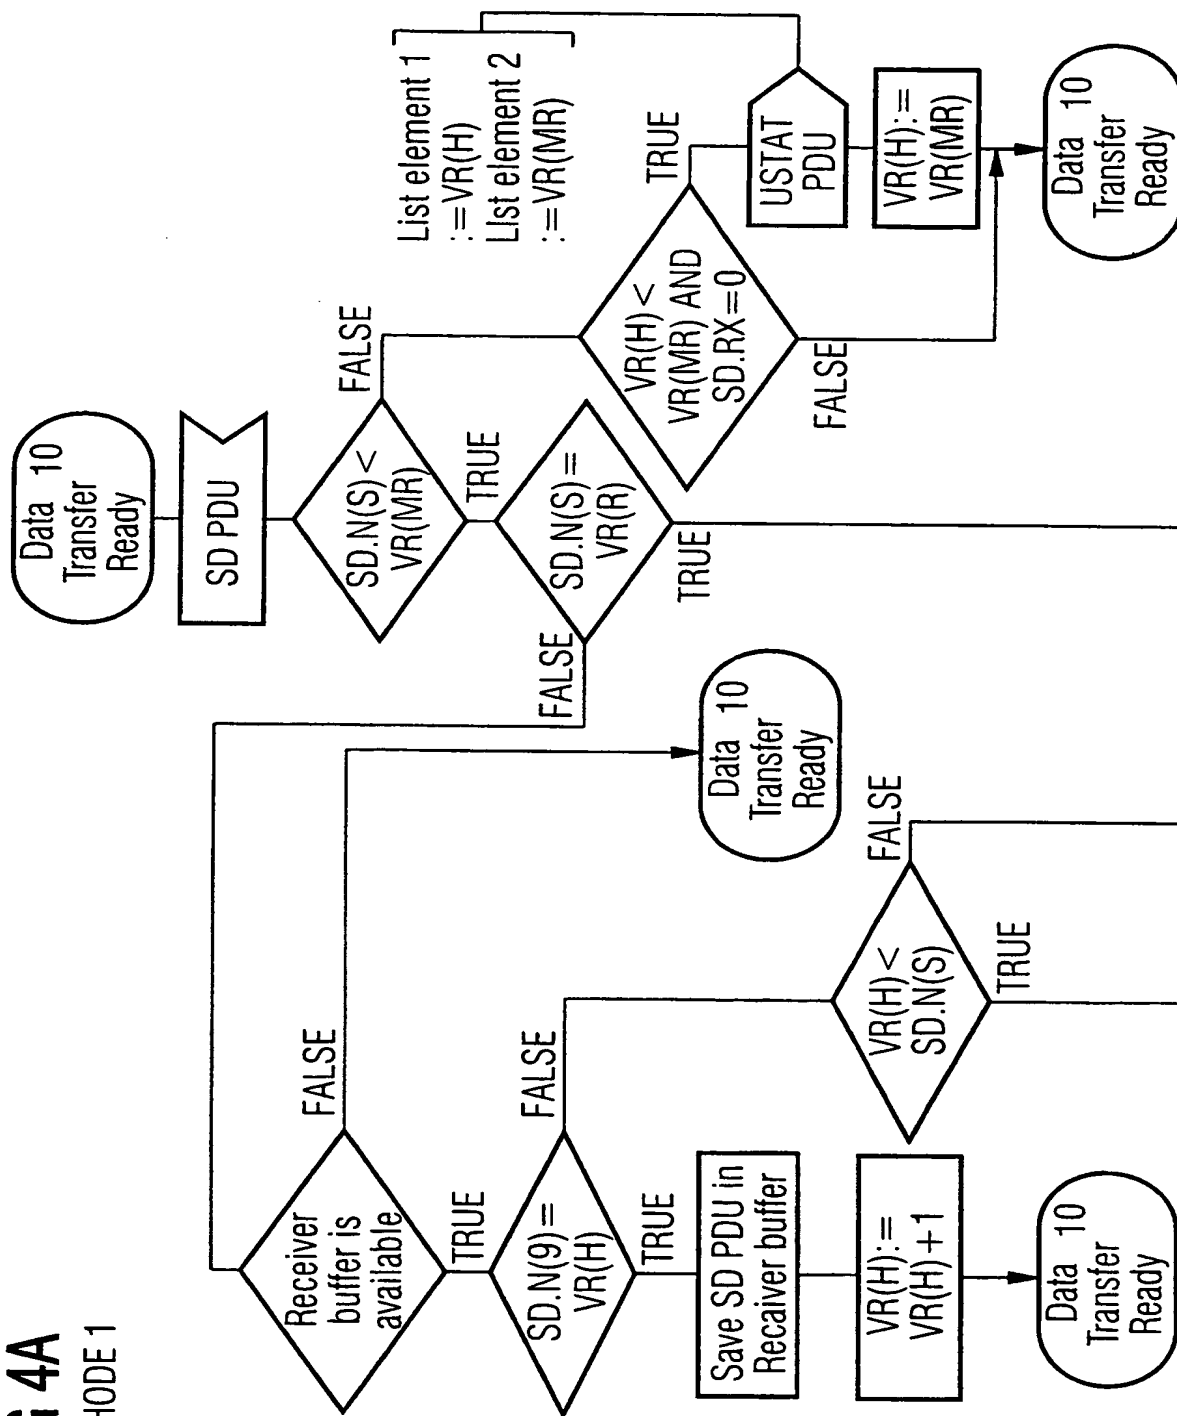 G 4A
HODE 1
Data 10
Transfer
Ready
SD PDU
SD.N(S)<
VR(MR)
FALSE
TRUE
SD.N(S)=
VR(R)
FALSE
TRUE
VR(H)<
VR(MR) AND
SD.RX=0
TRUE
FALSE
List element 1
:=VR(H)
LIst element 2
:=VR(MR)
USTAT
PDU
VR(H):=
VR(MR)
Data 10
Transfer
Ready
Receiver
buffer is
available
FALSE
TRUE
Data 10
Transfer
Ready
SD.N(9)=
VR(H)
FALSE
TRUE
VR(H)<
SD.N(S)
FALSE
TRUE
Save SD PDU in
Recaiver buffer
VR(H):=
VR(H)+1
Data 10
Transfer
Ready